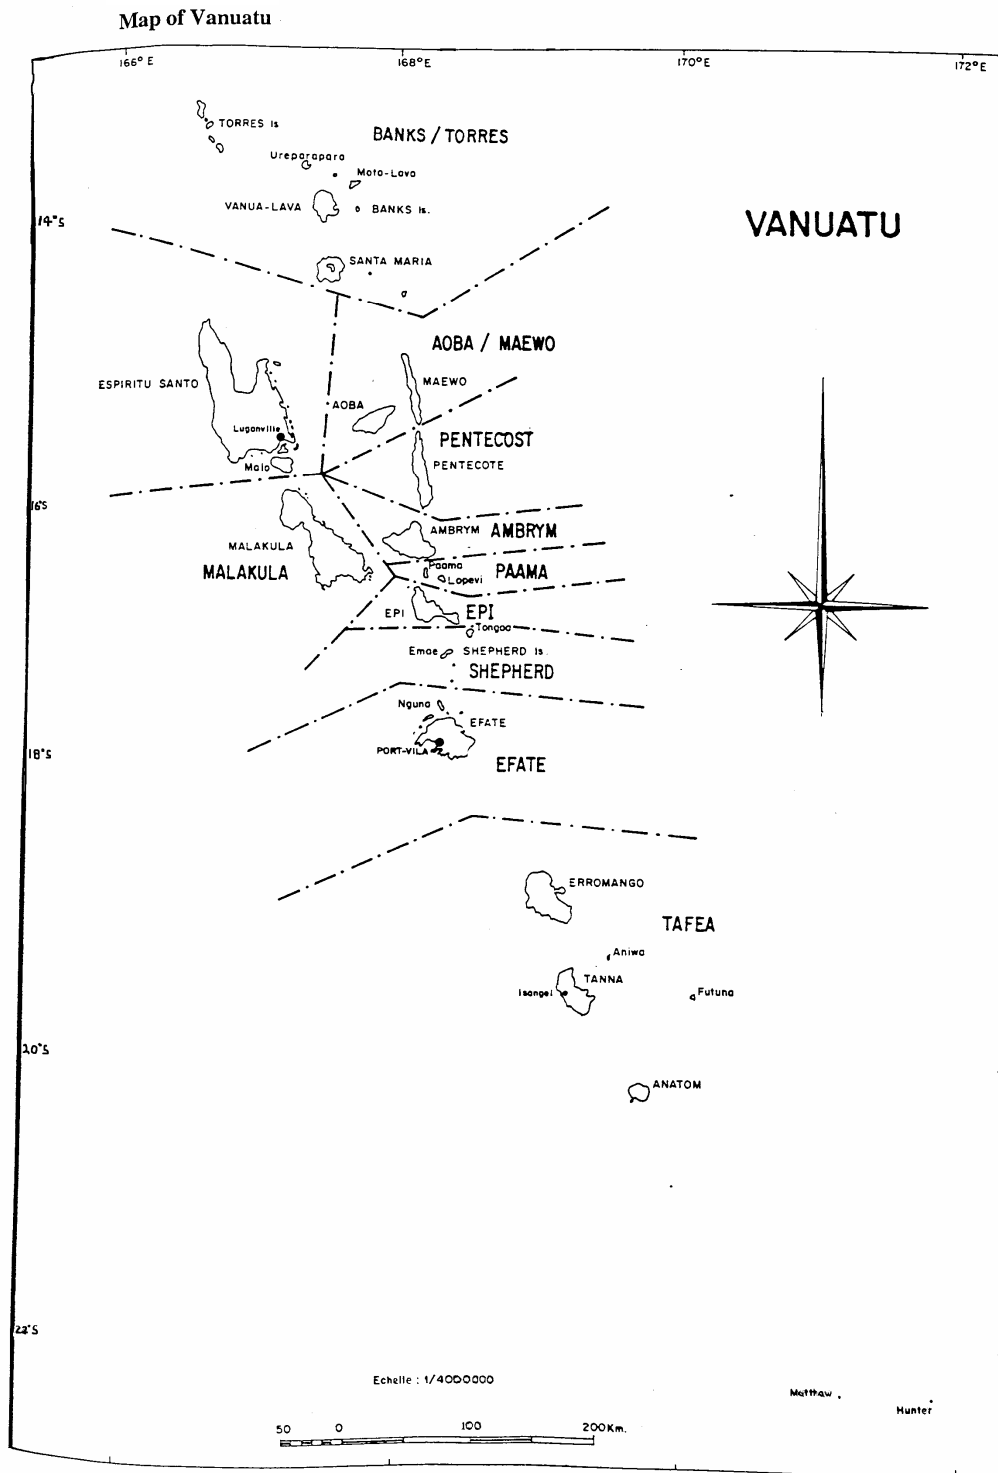 Map of Vanuatu
166° E
168°E
170°E
172°E
TORRES Is
BANKS / TORRES
Ureparapara
Moto-Lava
VANUA-LAVA
BANKS Is.
14°S
VANUATU
SANTA MARIA
AOBA / MAEWO
ESPIRITU SANTO
MAEWO
AOBA
Luganville
PENTECOST
Malo
PENTECOTE
16°S
AMBRYM
AMBRYM
MALAKULA
MALAKULA
Paama
PAAMA
Lopevi
EPI
EPI
Tongoa
Emae
SHEPHERD Is.
SHEPHERD
Nguna
EFATE
PORT-VILA
18°S
EFATE
ERROMANGO
TAFEA
Aniwa
TANNA
Isangel
Futuna
20°S
ANATOM
22°S
Echelle : 1/4000000
Matthew
Hunter
50 0 100 200Km.